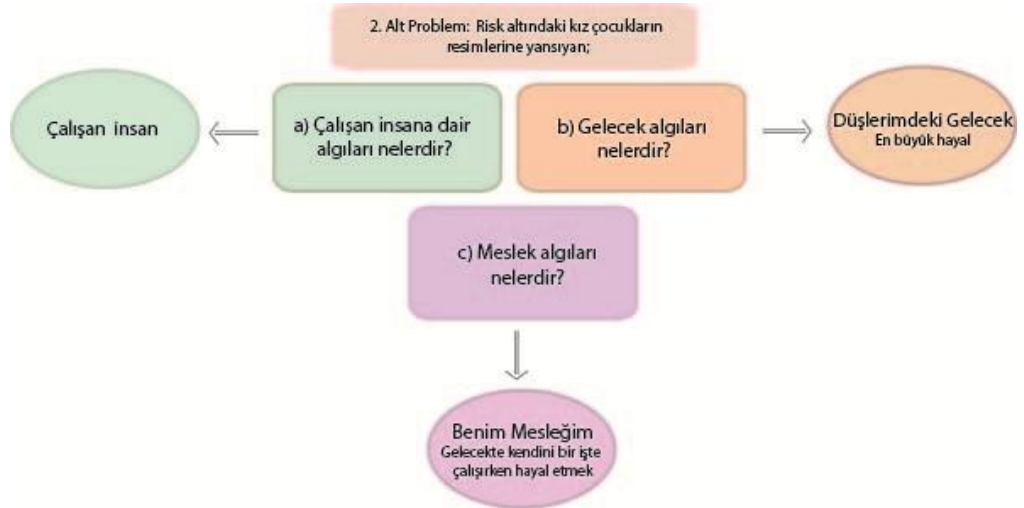 2. Alt Problem: Risk altındaki kız çocukların
resimlerine yansıyan;
Çalışan insan
a) Çalışan insana dair
algıları nelerdir?
b) Gelecek algıları
nelerdir?
Düşlerimdeki Gelecek
En büyük hayal
c) Meslek algıları
nelerdir?
Benim Mesleğim
Gelecekte kendini bir işte
çalışırken hayal etmek